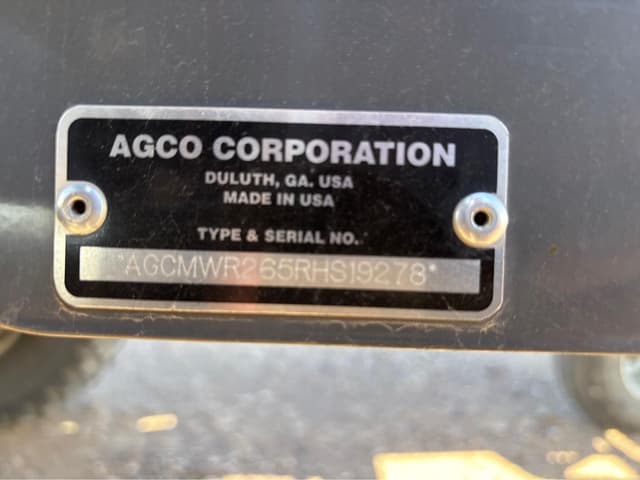 AGCO CORPORATION
DULUTH, GA. USA
MADE IN USA
TYPE & SERIAL NO.
*AGCMWR265RHS19278*